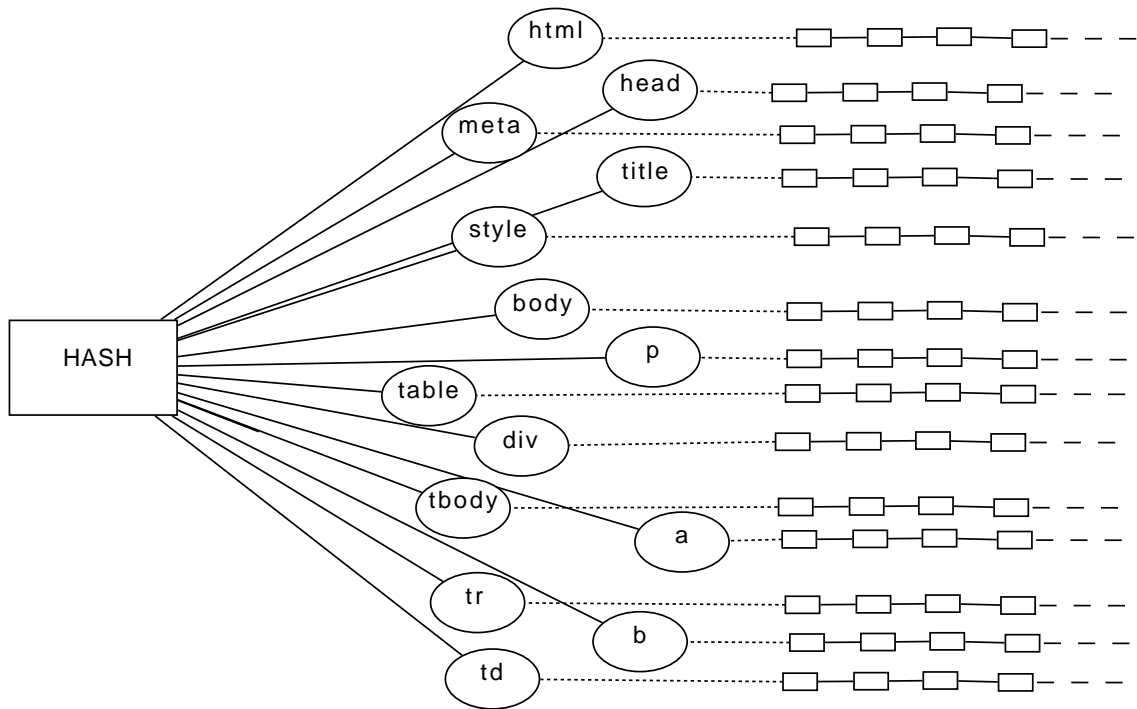 html
head
meta
title
style
body
HASH
p
table
div
tbody
a
tr
b
td